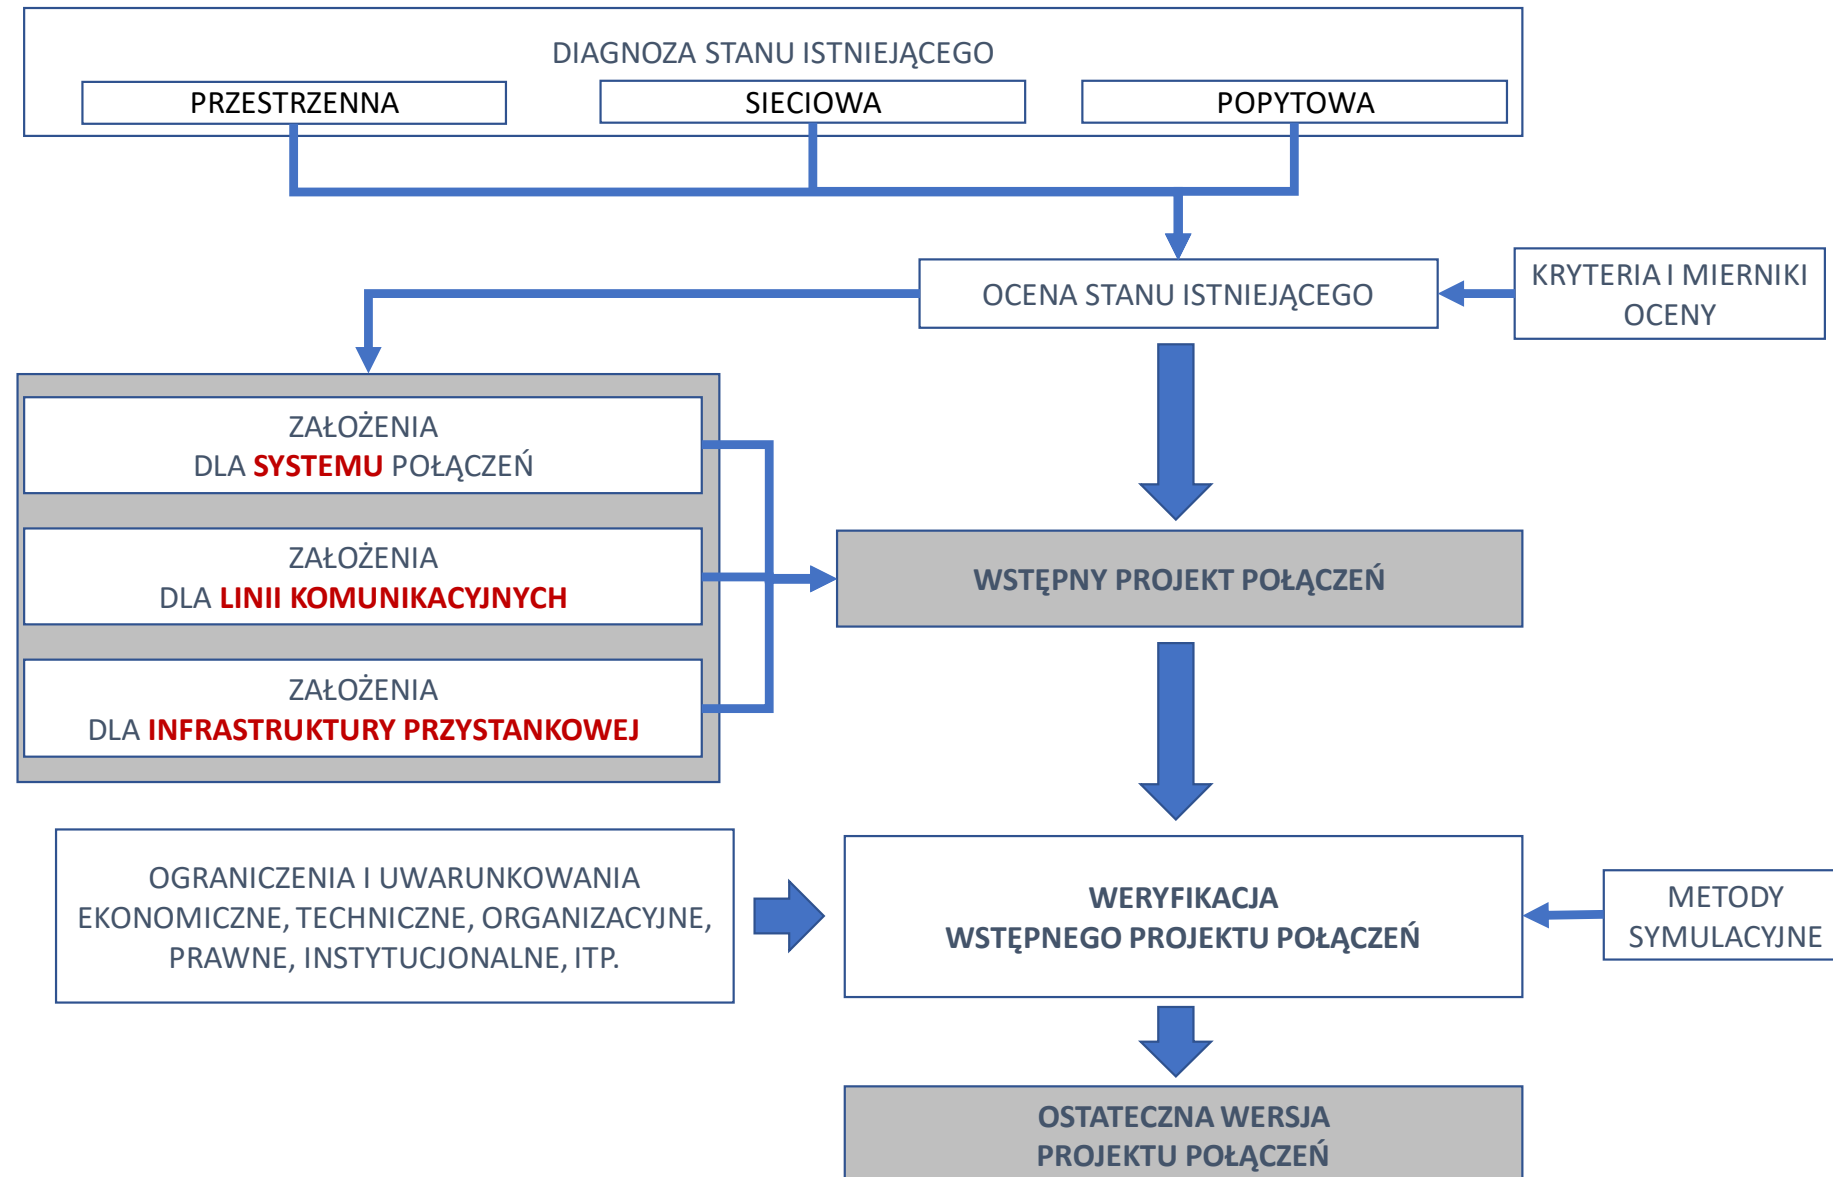 DIAGNOZA STANU ISTNIEJĄCEGO
PRZESTRZENNA
SIECIOWA
POPYTOWA
OCENA STANU ISTNIEJĄCEGO
KRYTERIA I MIERNIKI
OCENY
ZAŁOŻENIA
DLA SYSTEMU POŁĄCZEŃ
ZAŁOŻENIA
DLA LINII KOMUNIKACYJNYCH
ZAŁOŻENIA
DLA INFRASTRUKTURY PRZYSTANKOWEJ
WSTĘPNY PROJEKT POŁĄCZEŃ
OGRANICZENIA I UWARUNKOWANIA
EKONOMICZNE, TECHNICZNE, ORGANIZACYJNE,
PRAWNE, INSTYTUCJONALNE, ITP.
WERYFIKACJA
WSTĘPNEGO PROJEKTU POŁĄCZEŃ
METODY
SYMULACYJNE
OSTATECZNA WERSJA
PROJEKTU POŁĄCZEŃ